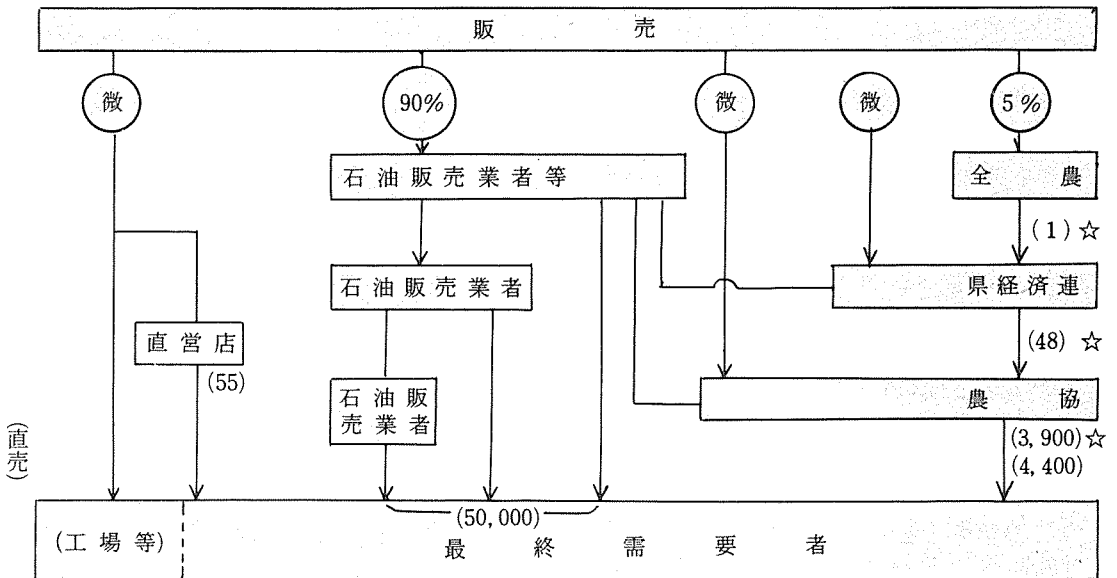 販売
微
90%
微
微
5%
石油販売業者等
全農
(1)☆
石油販売業者
県経済連
直営店
(48)☆
(55)
石油販
売業者
農協
(直売)
(3,900)☆
(4,400)
(50,000)
(工場等)
最終需要者